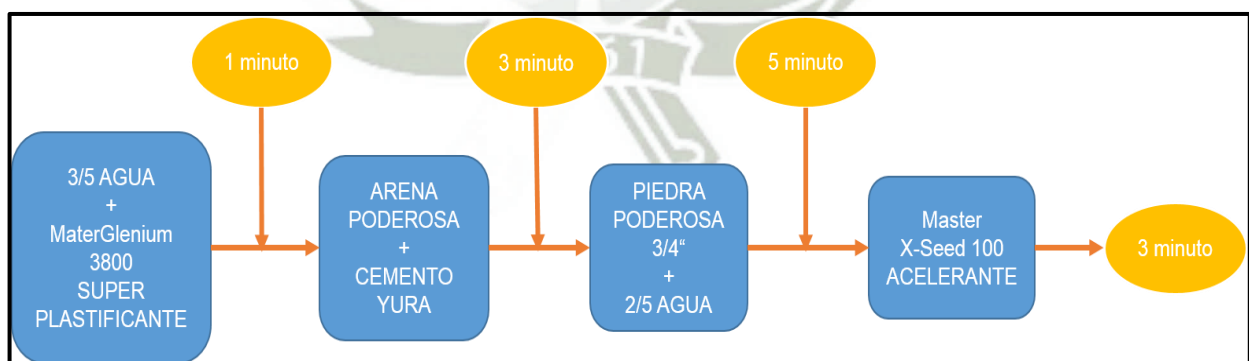 1 minuto
3 minuto
5 minuto
3/5 AGUA
+
MaterGlenium
3800
SUPER
PLASTIFICANTE
ARENA
PODEROSA
+
CEMENTO
YURA
PIEDRA
PODEROSA
3/4“
+
2/5 AGUA
Master
X-Seed 100
ACELERANTE
3 minuto
61